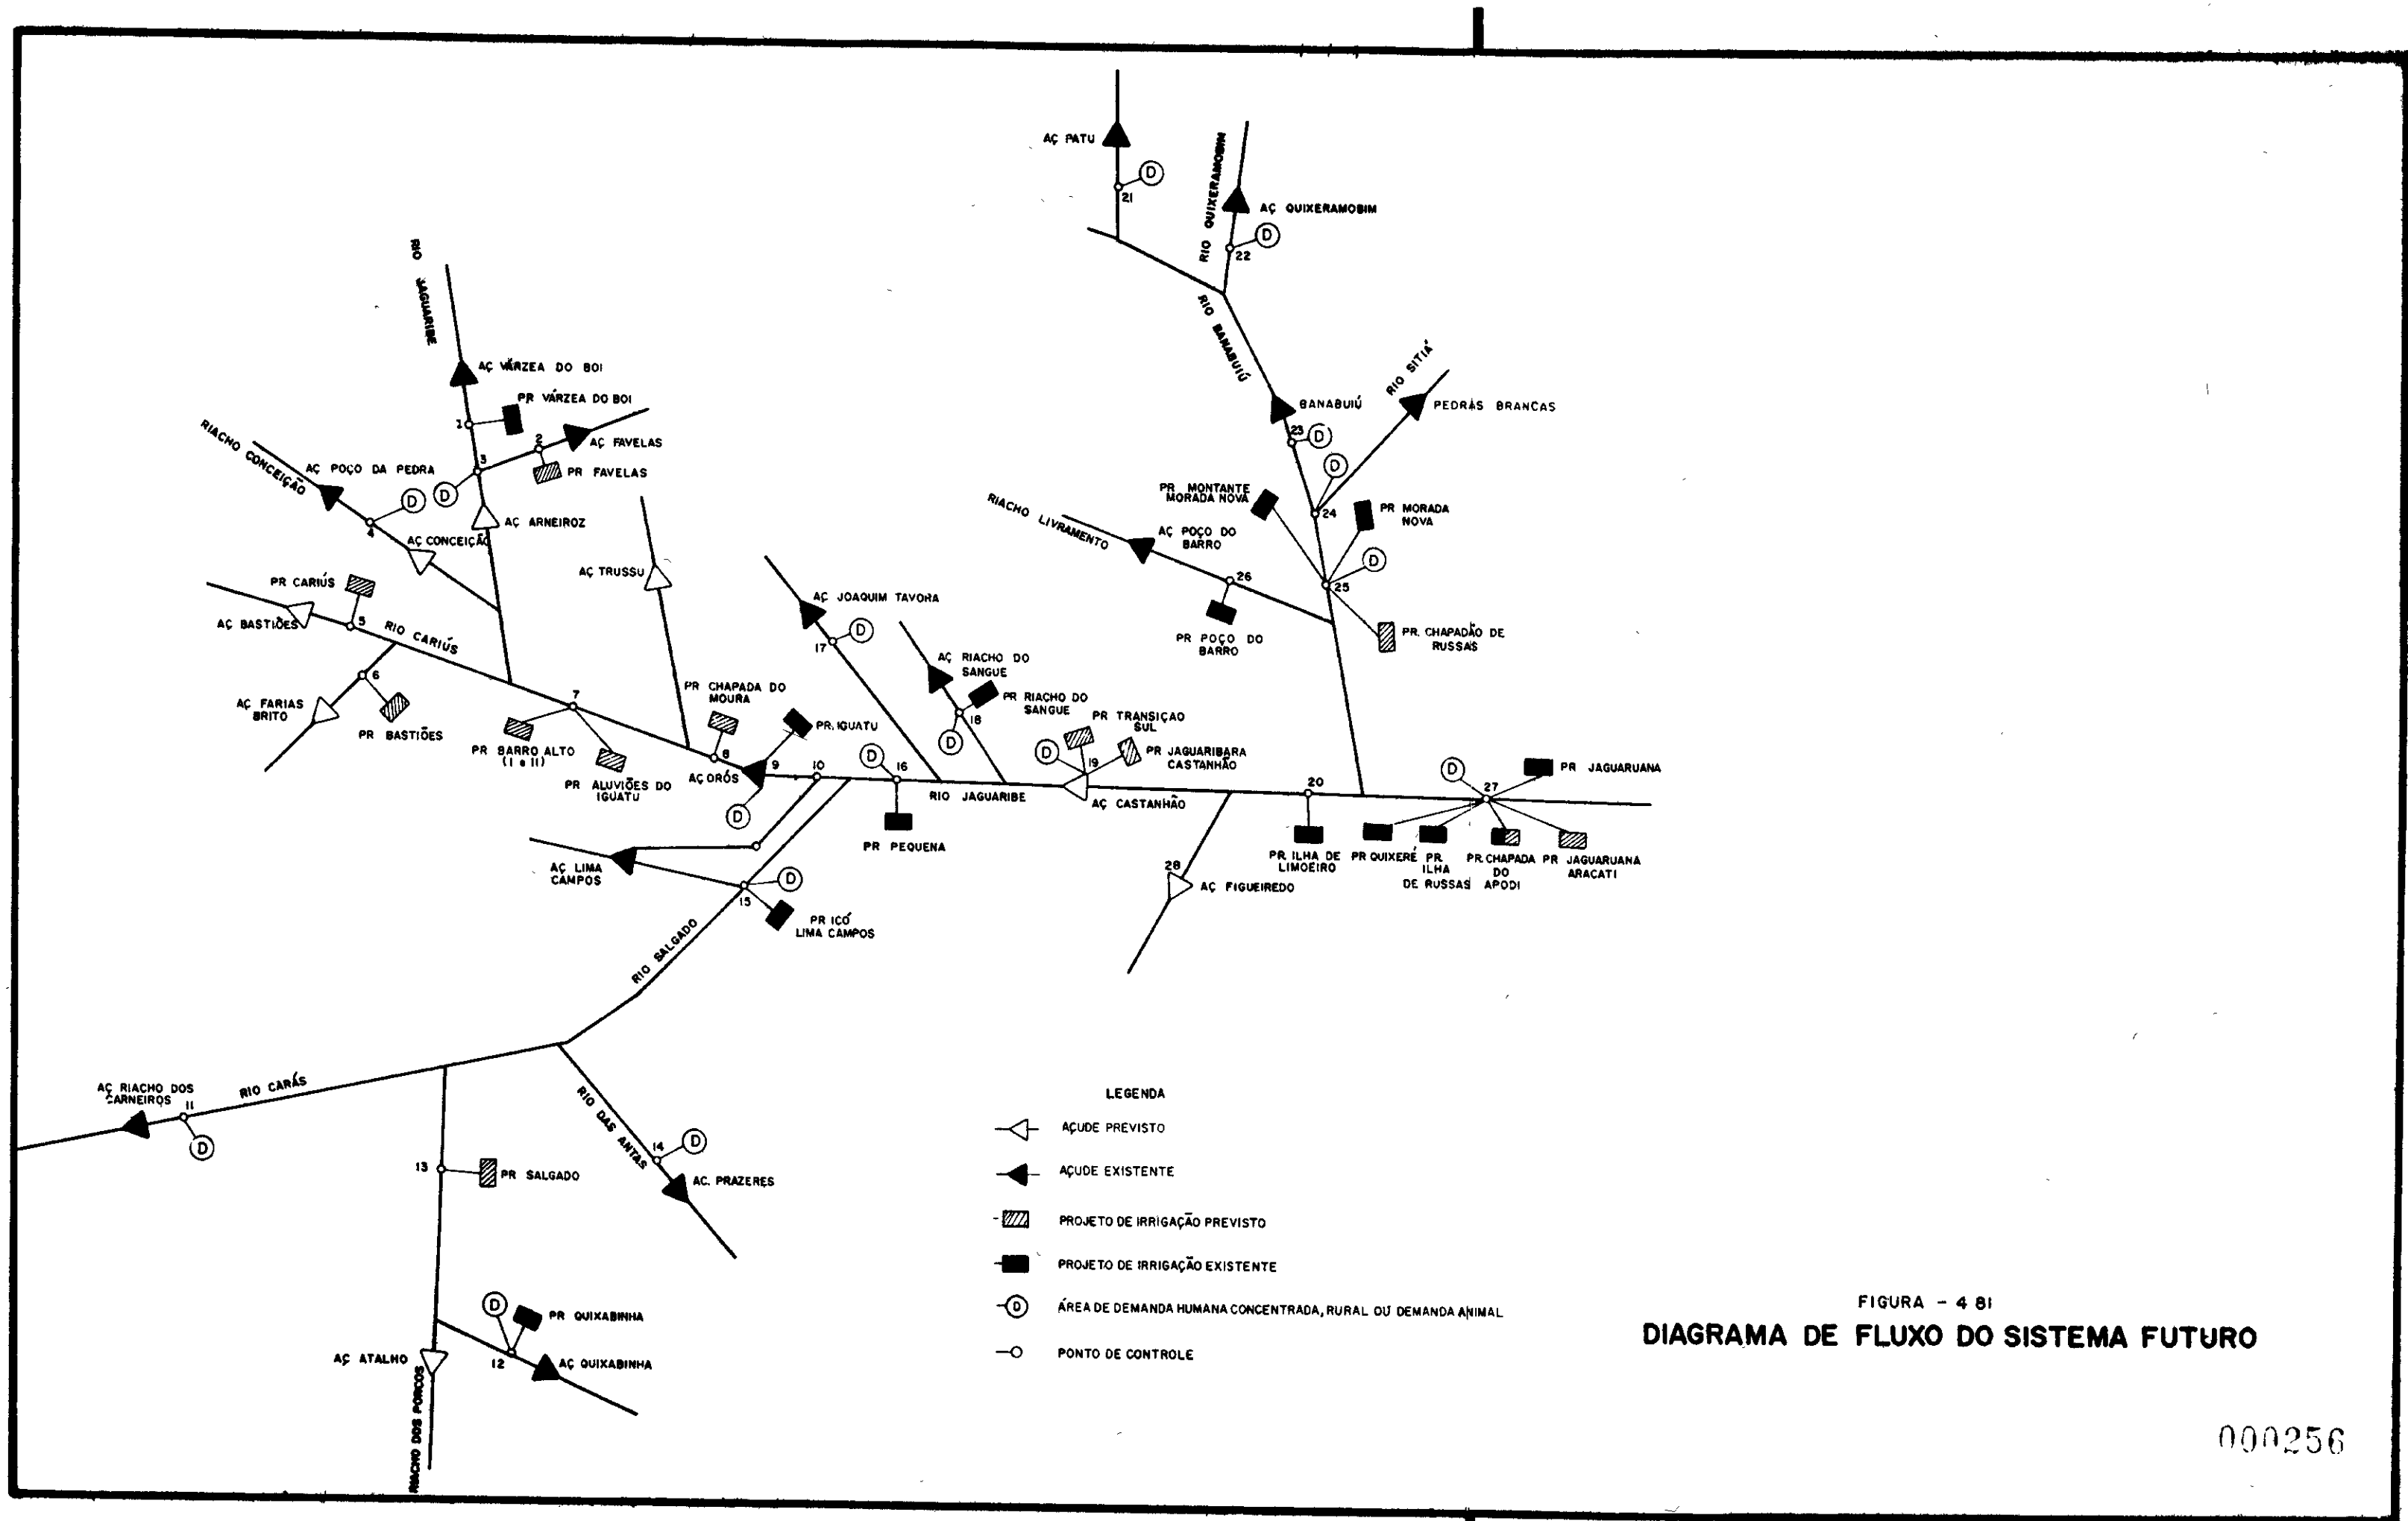 AÇ PATU
D
21
RIO QUIXERAMOBIM
AÇ QUIXERAMOBIM
D
22
RIO BANABUIÚ
RIO JAGUARIBE
AÇ VÁRZEA DO BOI
PR VÁRZEA DO BOI
1
2
AÇ FAVELAS
PR FAVELAS
3
D
RIACHO CONCEIÇÃO
AÇ POÇO DA PEDRA
D
4
AÇ ARNEIROZ
AÇ CONCEIÇÃO
BANABUIÚ
23
D
RIO SITIÁ
PEDRAS BRANCAS
D
24
PR MONTANTE
MORADA NOVA
PR MORADA
NOVA
D
25
RIACHO LIVRAMENTO
AÇ POÇO DO
BARRO
26
PR POÇO DO
BARRO
PR. CHAPADÃO DE
RUSSAS
PR CARIÚS
AÇ BASTIÕES
5
RIO CARIÚS
6
AÇ FARIAS
BRITO
PR BASTIÕES
AÇ TRUSSU
7
PR BARRO ALTO
(I e II)
PR ALUVIÕES DO
IGUATU
PR CHAPADA DO
MOURA
8
PR. IGUATU
AÇ ORÓS
9
D
10
AÇ JOAQUIM TAVORA
D
17
AÇ RIACHO DO
SANGUE
PR RIACHO DO
SANGUE
18
D
D
16
PR PEQUENA
RIO JAGUARIBE
PR TRANSIÇAO
SUL
D
19
PR JAGUARIBARA
CASTANHÃO
AÇ CASTANHÃO
20
PR. ILHA DE
LIMOEIRO
D
27
PR JAGUARUANA
PR QUIXERÉ
PR.
ILHA
DE RUSSAS
PR. CHAPADA
DO
APODI
PR JAGUARUANA
ARACATI
28
AÇ FIGUEIREDO
AÇ LIMA
CAMPOS
D
15
PR ICÓ
LIMA CAMPOS
RIO SALGADO
AÇ RIACHO DOS
CARNEIROS
11
D
RIO CARÁS
RIO DAS ANTAS
14
D
AC. PRAZERES
13
PR SALGADO
D
PR QUIXABINHA
12
AÇ QUIXABINHA
AÇ ATALHO
RIACHO DOS PORCOS
LEGENDA
AÇUDE PREVISTO
AÇUDE EXISTENTE
PROJETO DE IRRIGAÇÃO PREVISTO
PROJETO DE IRRIGAÇÃO EXISTENTE
D ÁREA DE DEMANDA HUMANA CONCENTRADA, RURAL OU DEMANDA ANIMAL
PONTO DE CONTROLE
FIGURA - 4 81
DIAGRAMA DE FLUXO DO SISTEMA FUTURO
000256